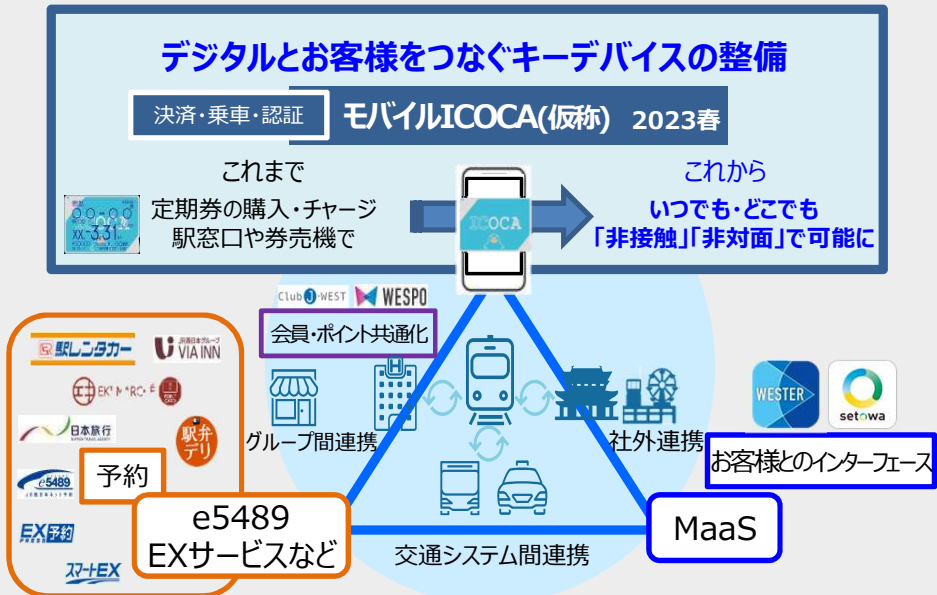 デジタルとお客様をつなぐキーデバイスの整備
決済・乗車・認証
モバイルICOCA(仮称) 2023春
これまで
定期券の購入・チャージ
駅窓口や券売機で
ICOCA
これから
いつでも・どこでも
「非接触」「非対面」で可能に
Club J-WEST
WESPO
会員・ポイント共通化
駅レンタカー
JR西日本グループ
VIA INN
日本旅行
駅弁
デリ
e5489
予約
EX予約
スマートEX
e5489
EXサービスなど
H
グループ間連携
社外連携
交通システム間連携
WESTER
setowa
お客様とのインターフェース
MaaS